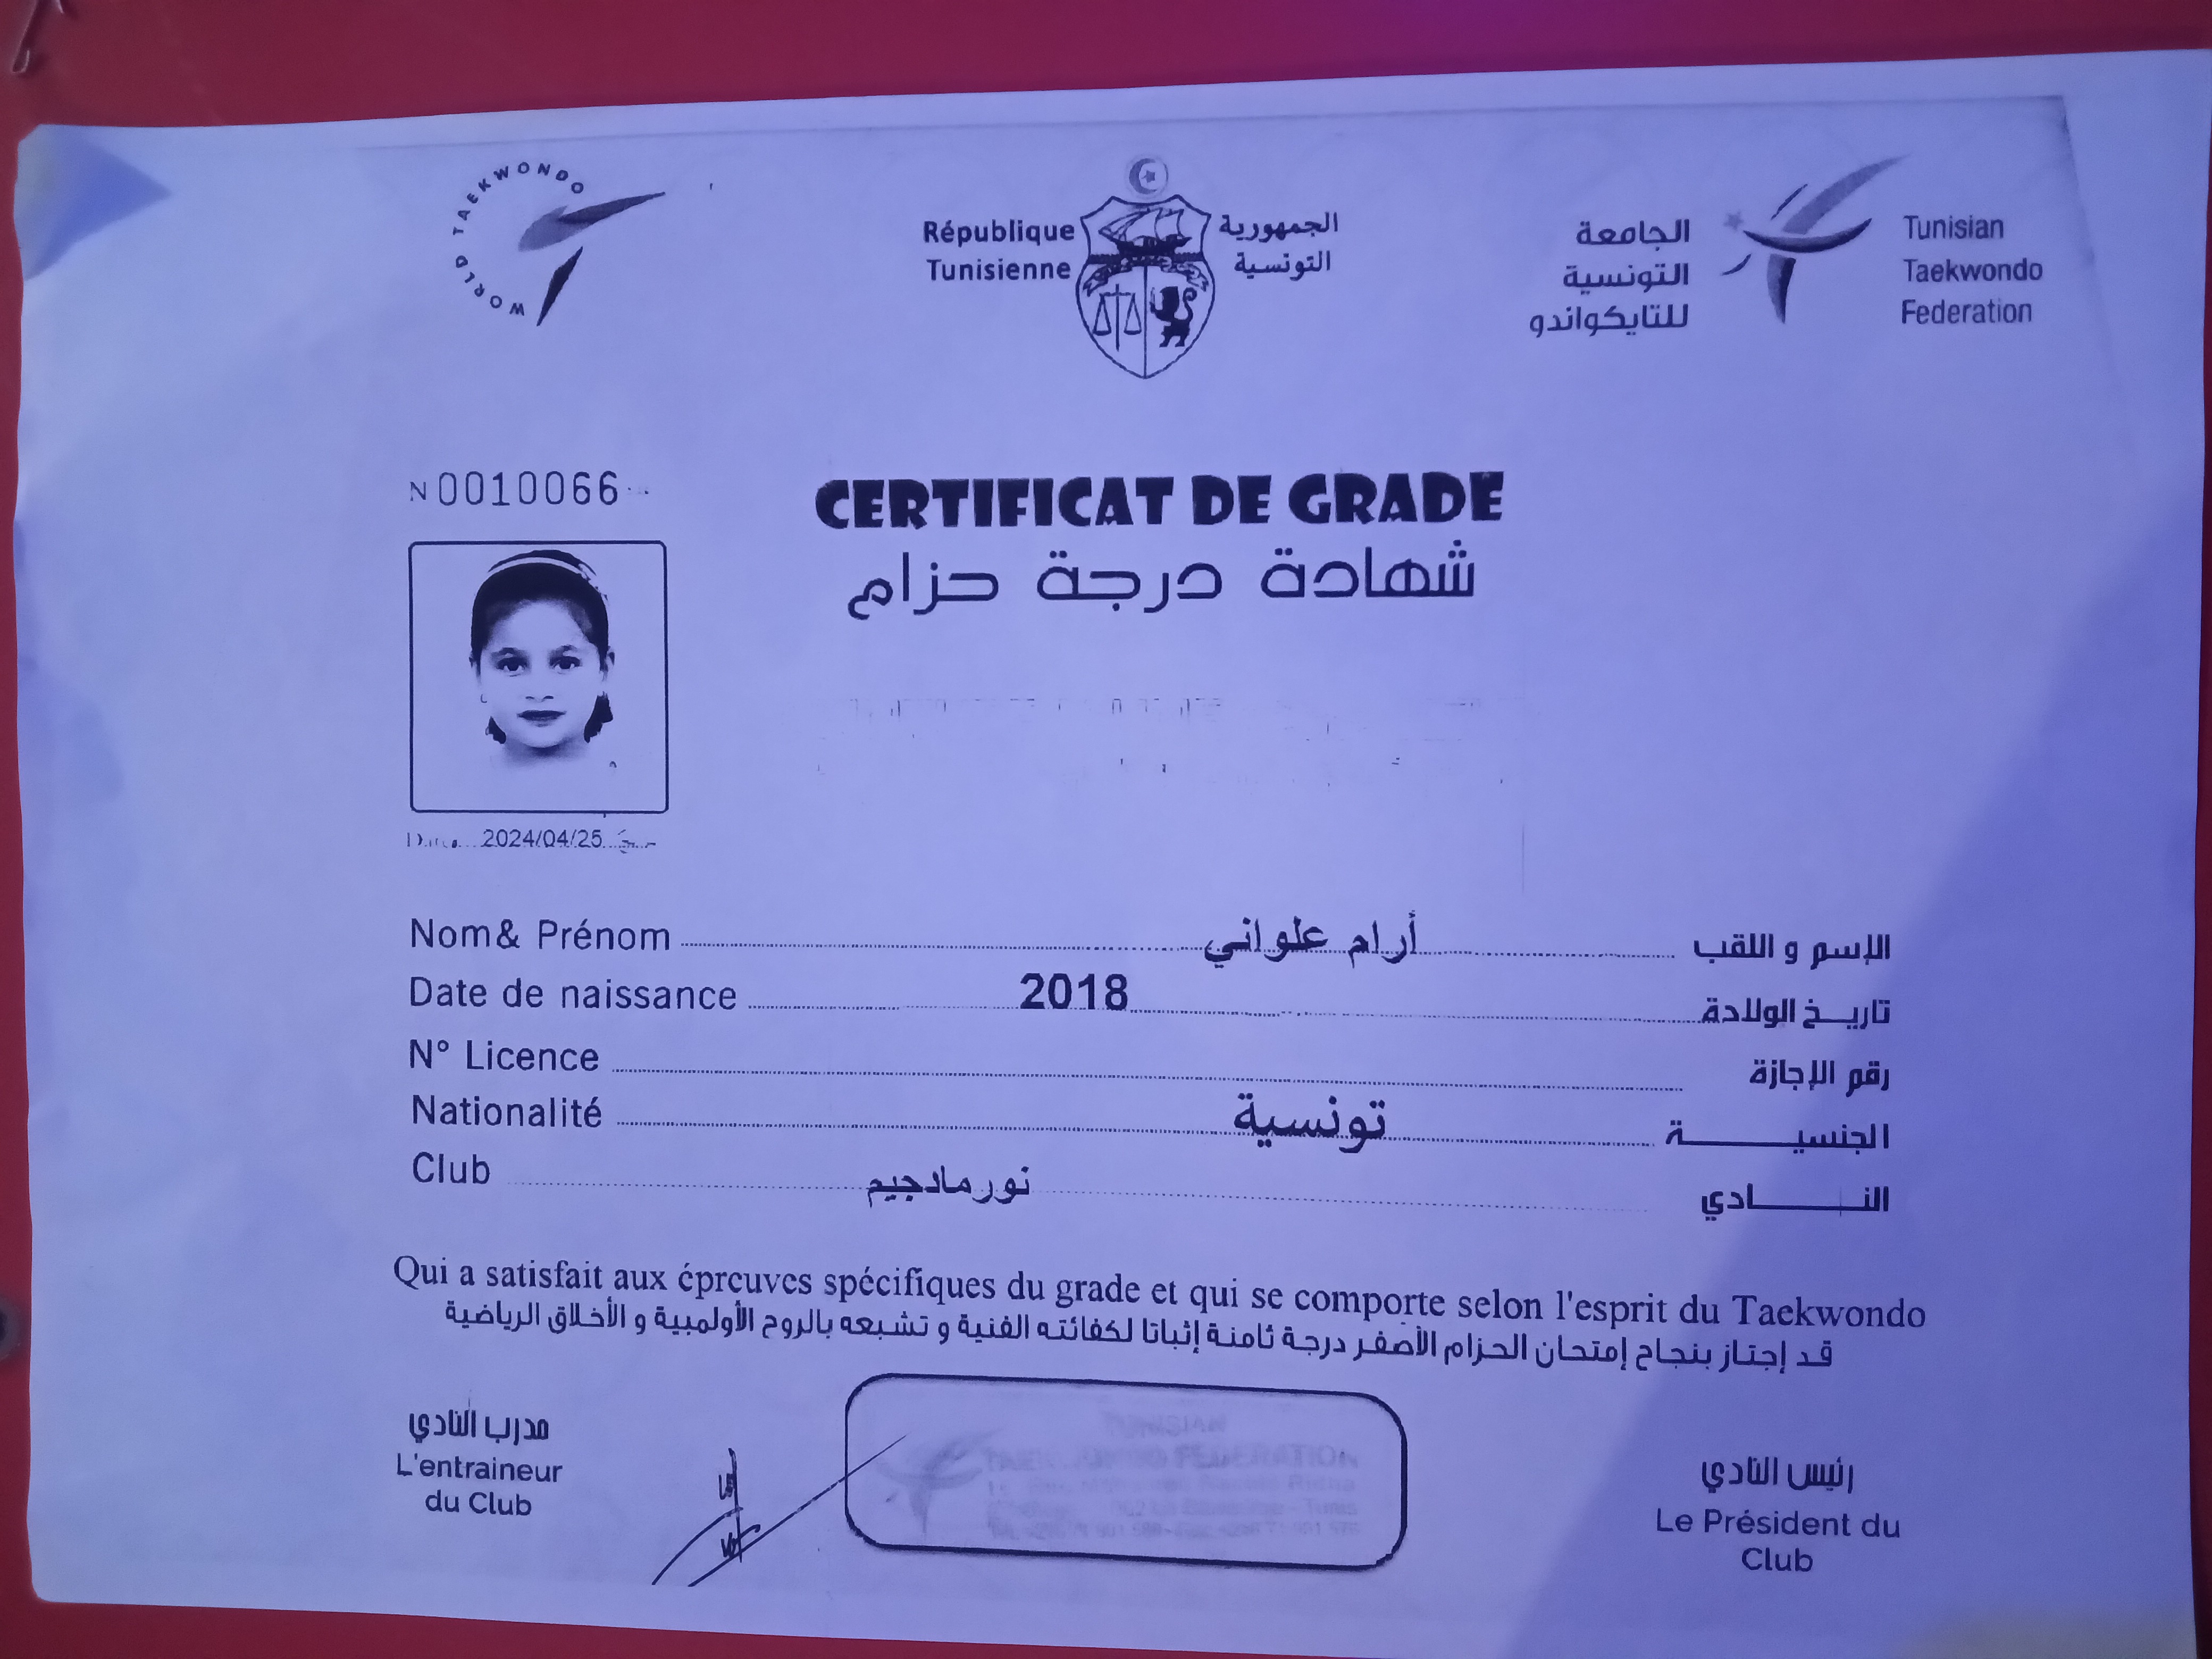 WORLD TAEKWONDO
République
Tunisienne
الجمهورية
التونسية
الجامعة
التونسية
للتايكواندو
Tunisian
Taekwondo
Federation
N 0010066
CERTIFICAT DE GRADE
شهادة درجة حزام
2024/04/25
Nom& Prénom أرام علواني الإسم و اللقب
Date de naissance 2018 تاريخ الولادة
N° Licence رقم الإجازة
Nationalité تونسية الجنسيـــــة
Club نورمادجيم النـــــادي
Qui a satisfait aux épreuves spécifiques du grade et qui se comporte selon l'esprit du Taekwondo
قد إجتاز بنجاح إمتحان الحزام الأصفر درجة ثامنة إثباتا لكفائته الفنية و تشبعه بالروح الأولمبية و الأخلاق الرياضية
مدرب النادي
L'entraineur
du Club
TUNISIAN
TAEKWONDO FEDERATION
رئيس النادي
Le Président du
Club